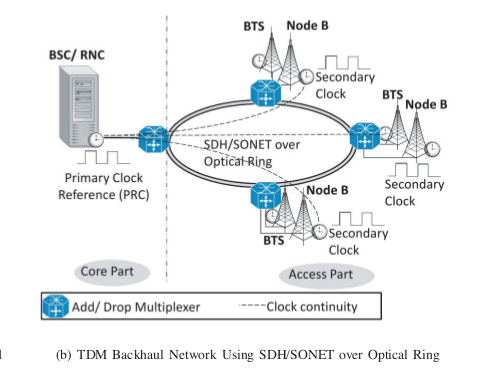 BTS
Node B
BSC/ RNC
Secondary
Clock
BTS
Node B
SDH/SONET over
Optical Ring
Primary Clock
Reference (PRC)
Secondary
Clock
Node B
BTS
Secondary
Clock
Core Part
Access Part
Add/ Drop Multiplexer
Clock continuity
(b) TDM Backhaul Network Using SDH/SONET over Optical Ring